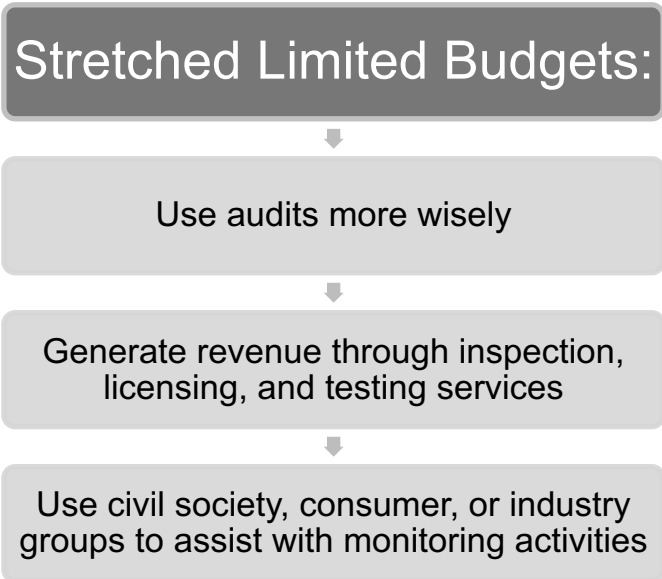 Stretched Limited Budgets:
Use audits more wisely
Generate revenue through inspection,
licensing, and testing services
Use civil society, consumer, or industry
groups to assist with monitoring activities